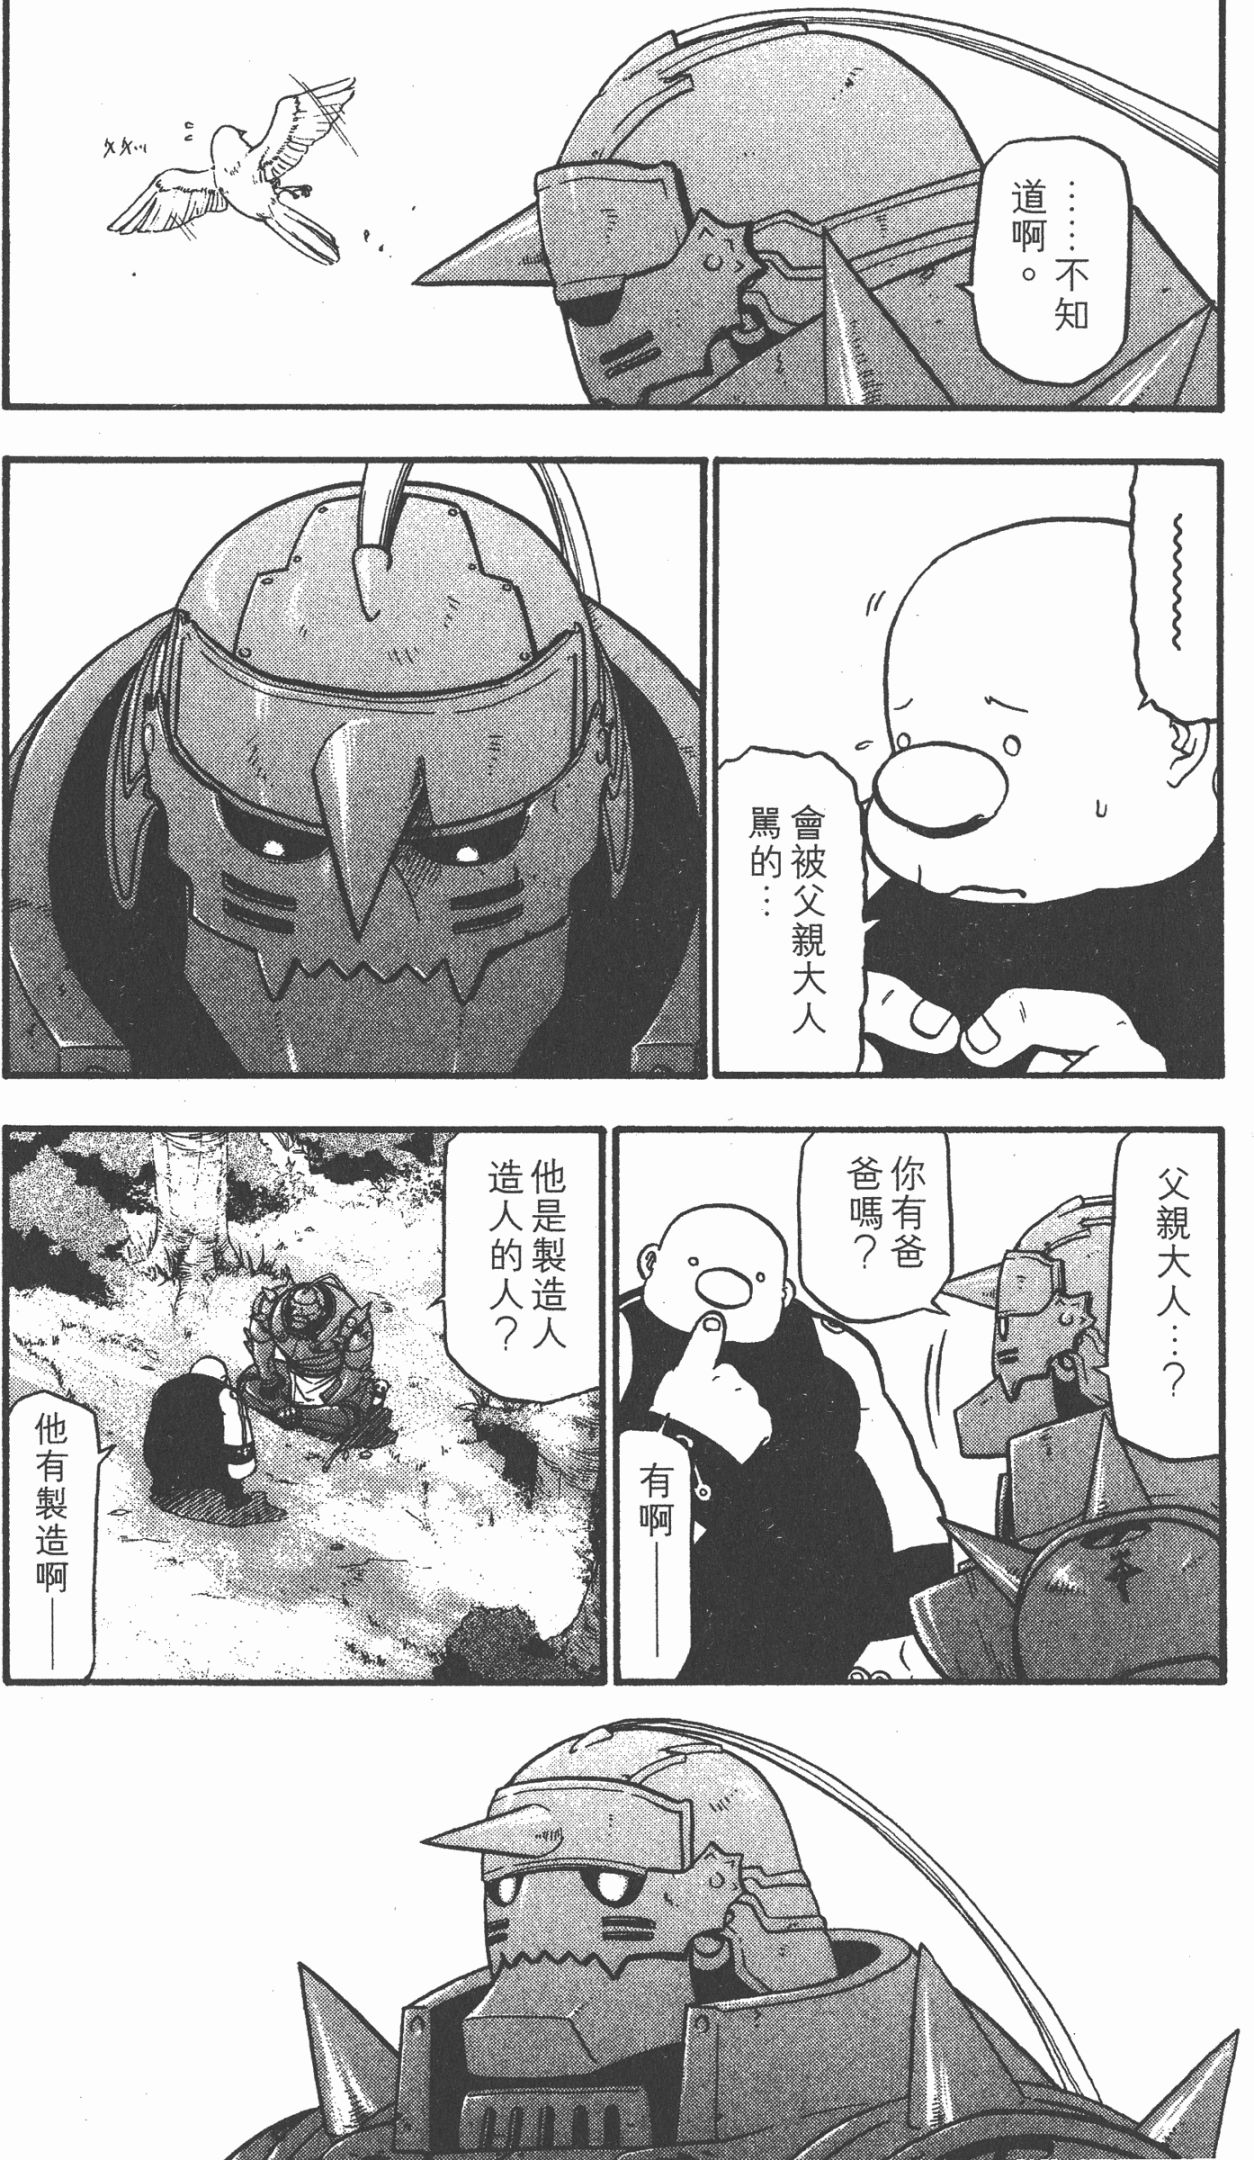 ……不知
道啊。
會被父親大人
罵的…
父親大人…？
你有爸
爸嗎？
有啊——
他是製造人
造人的人？
他有製造啊——